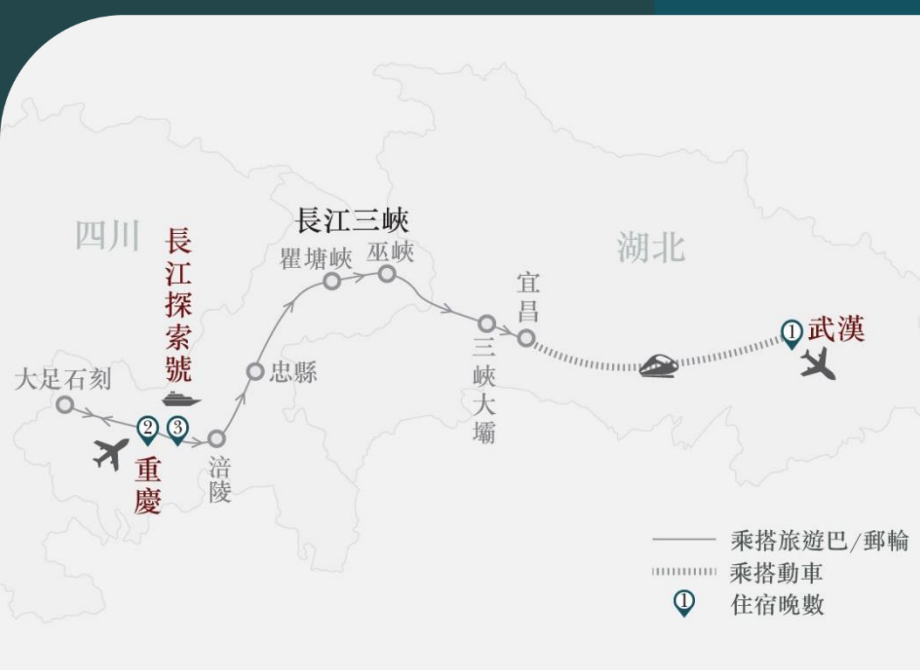 四川
長江探索號
長江三峽
瞿塘峽
巫峽
湖北
宜昌
1
武漢
三峽大壩
大足石刻
忠縣
2
3
重慶
涪陵
乘搭旅遊巴/郵輪
乘搭動車
1
住宿晚數